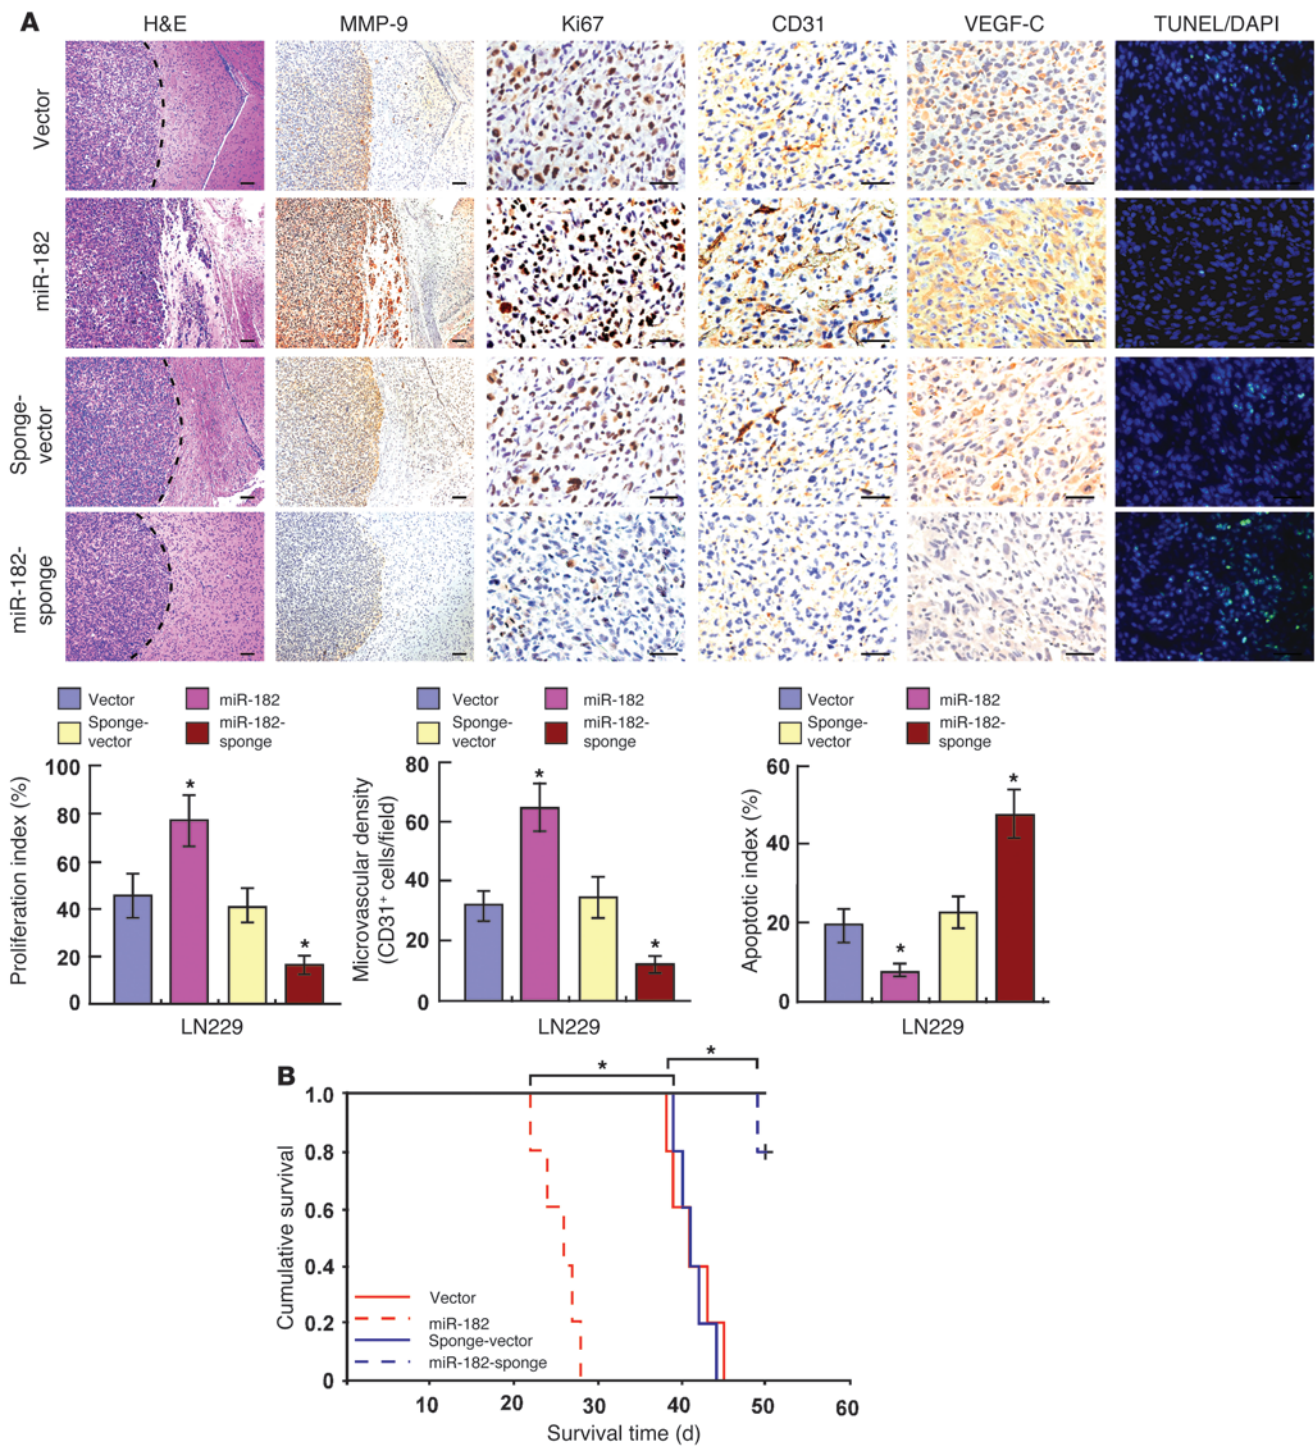 A
H&E MMP-9 Ki67 CD31 VEGF-C TUNEL/DAPI
Vector
miR-182
Sponge-
vector
miR-182-
sponge
Vector miR-182
Sponge-
vector
miR-182-
sponge
Proliferation index (%)
100
80
60
40
20
0
* *
LN229
Vector miR-182
Sponge-
vector
miR-182-
sponge
Microvascular density
(CD31+ cells/field)
80
60
40
20
0
* *
LN229
Vector miR-182
Sponge-
vector
miR-182-
sponge
Apoptotic index (%)
60
40
20
0
* *
LN229
B
* *
Cumulative survival
1.0
0.8
0.6
0.4
0.2
0
Vector
miR-182
Sponge-vector
miR-182-sponge
10 20 30 40 50 60
Survival time (d)